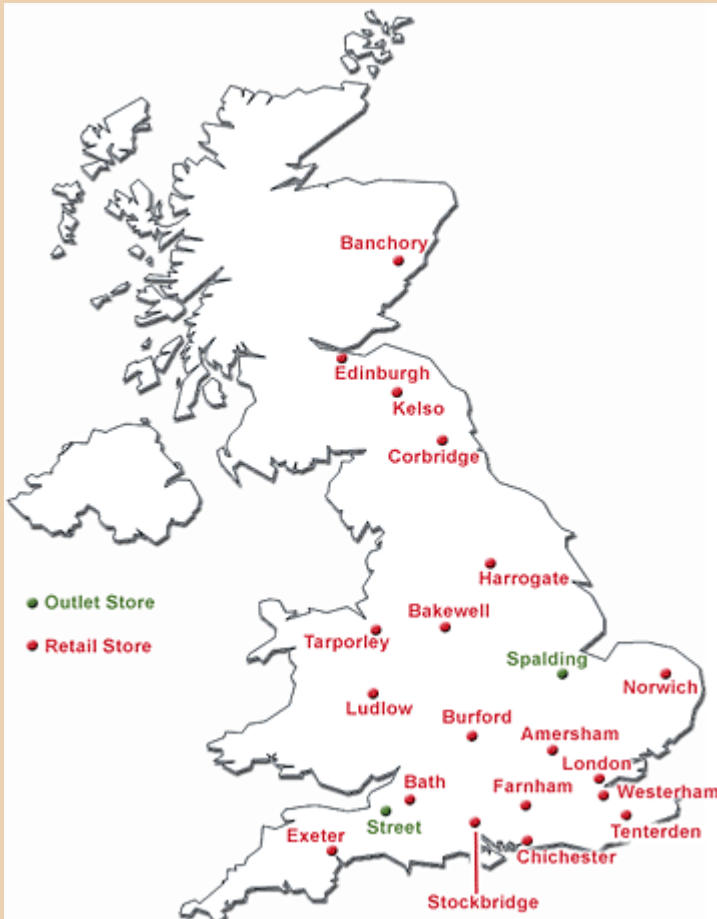 Banchory
Edinburgh
Kelso
Corbridge
Harrogate
Outlet Store
Bakewell
Tarporley
Retail Store
Spalding
Norwich
Ludlow
Burford
Amersham
London
Bath
Farnham
Westerham
Street
Tenterden
Exeter
Chichester
Stockbridge